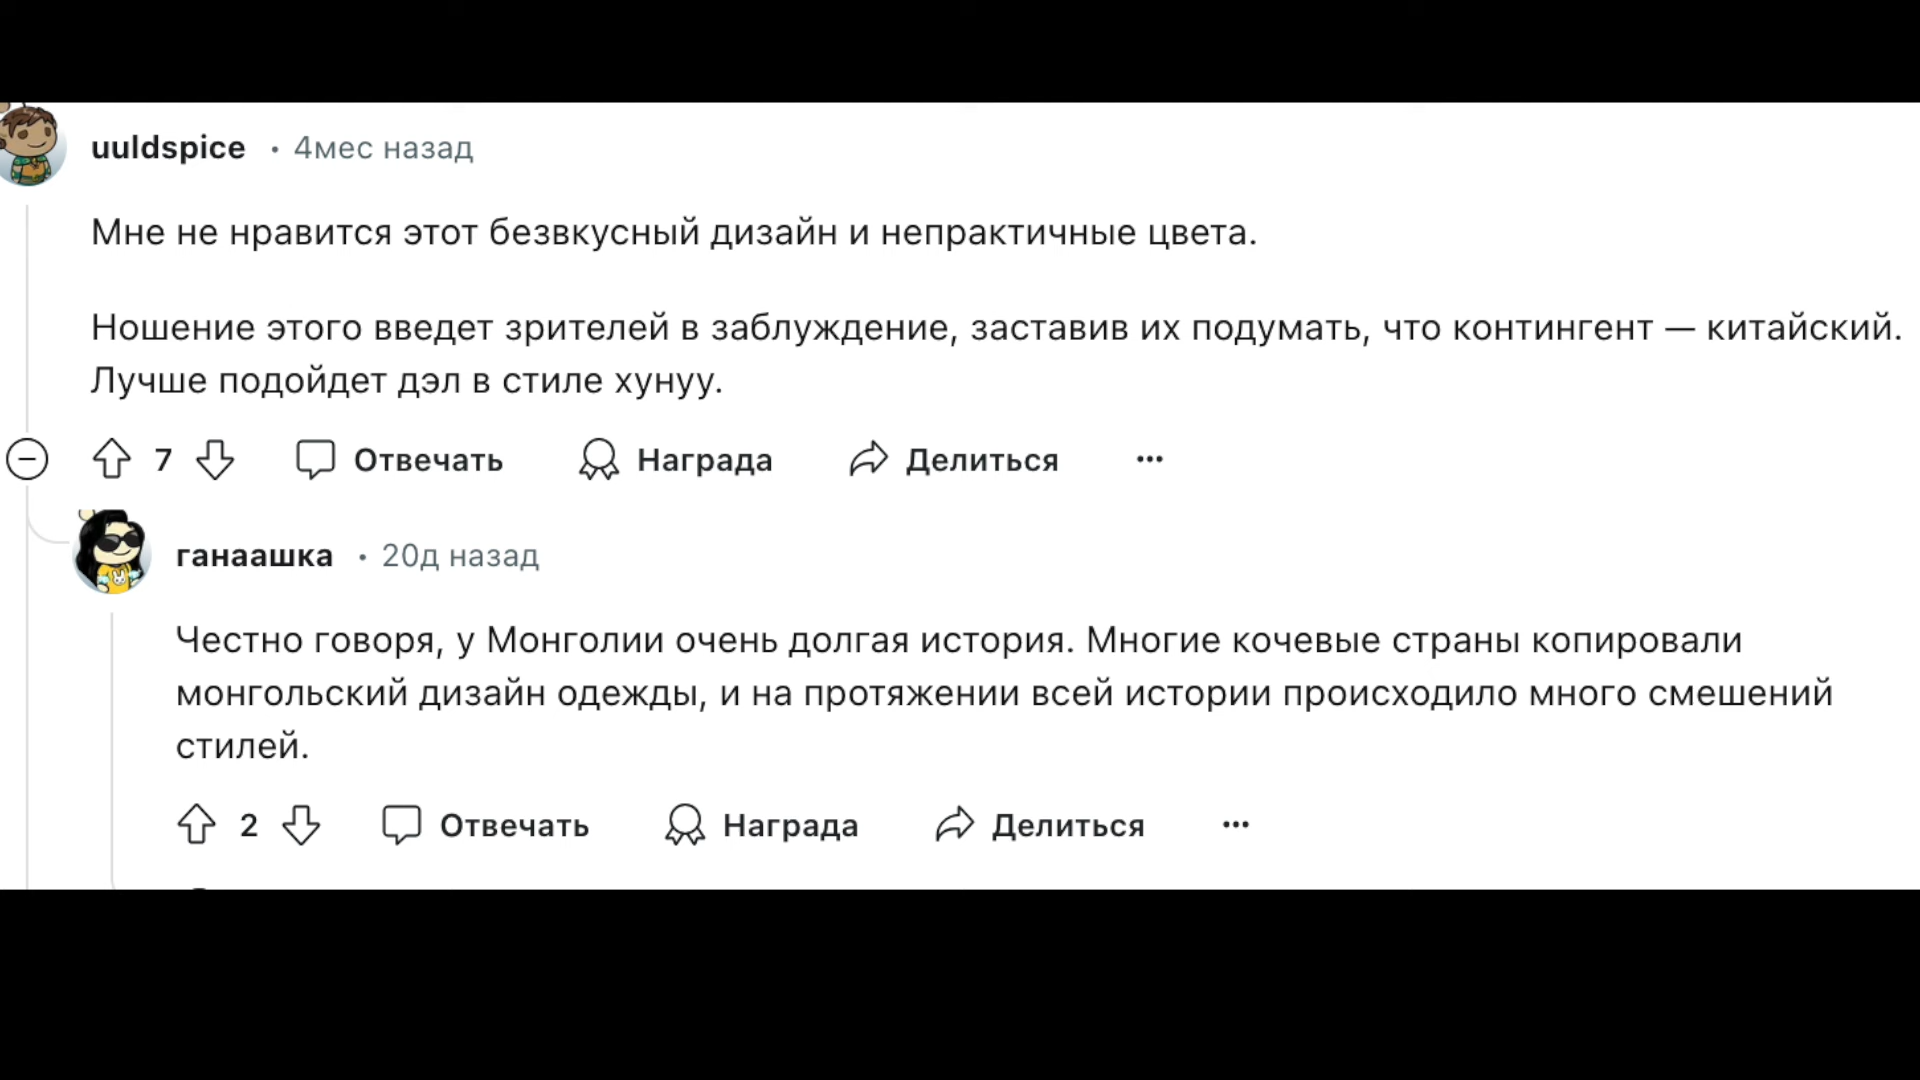 uuldspice • 4мес назад
Мне не нравится этот безвкусный дизайн и непрактичные цвета.
Ношение этого введет зрителей в заблуждение, заставив их подумать, что контингент — китайский.
Лучше подойдет дэл в стиле хунуу.
7 Отвечать Награда Делиться ...
ганаашка • 20д назад
Честно говоря, у Монголии очень долгая история. Многие кочевые страны копировали
монгольский дизайн одежды, и на протяжении всей истории происходило много смешений
стилей.
2 Отвечать Награда Делиться ...